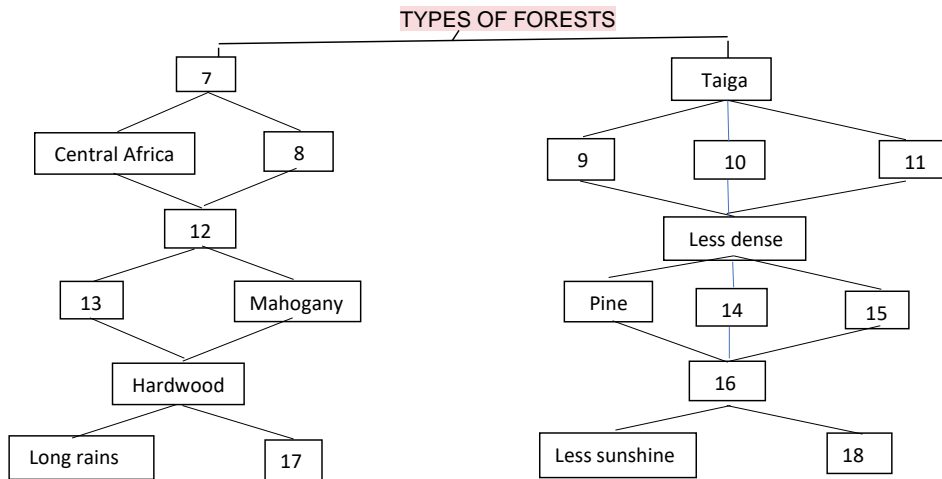 TYPES OF FORESTS
7
Taiga
Central Africa
8
9
10
11
12
Less dense
13
Mahogany
Pine
14
15
Hardwood
16
Long rains
17
Less sunshine
18